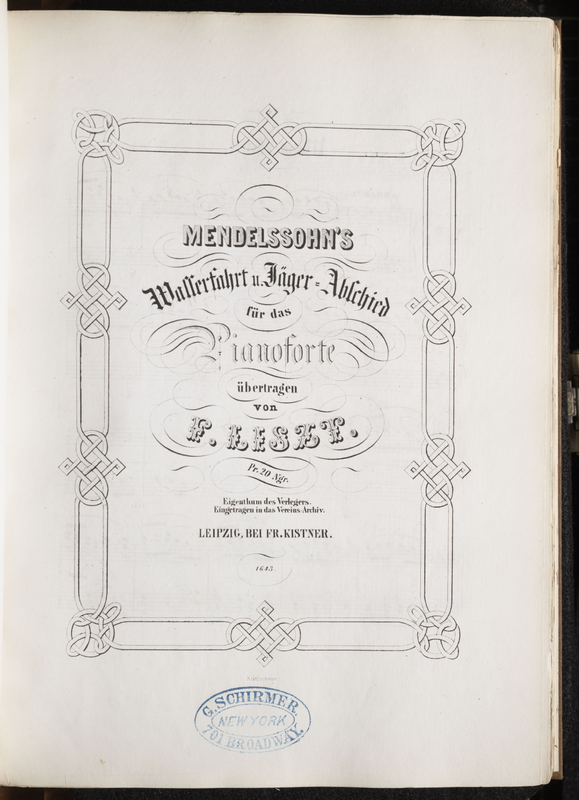 MENDELSSOHN'S
Wasserfahrt u. Jäger=Abschied
für das
Pianoforte
übertragen
von
F. LISZT.
Pr. 20 Ngr.
Eigenthum des Verlegers.
Eingetragen in das Vereins-Archiv.
LEIPZIG, BEI FR. KISTNER.
1643.
G. SCHIRMER,
NEW YORK
701 BROADWAY.